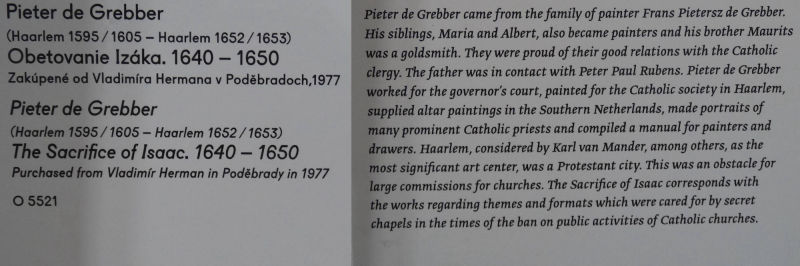 Pieter de Grebber
(Haarlem 1595 / 1605 – Haarlem 1652 / 1653)
Obetovanie Izáka. 1640 – 1650
Zakúpené od Vladimíra Hermana v Poděbradoch,1977
Pieter de Grebber
(Haarlem 1595 / 1605 – Haarlem 1652 / 1653)
The Sacrifice of Isaac. 1640 – 1650
Purchased from Vladimír Herman in Poděbrady in 1977
O 5521
Pieter de Grebber came from the family of painter Frans Pietersz de Grebber.
His siblings, Maria and Albert, also became painters and his brother Maurits
was a goldsmith. They were proud of their good relations with the Catholic
clergy. The father was in contact with Peter Paul Rubens. Pieter de Grebber
worked for the governor's court, painted for the Catholic society in Haarlem,
supplied altar paintings in the Southern Netherlands, made portraits of
many prominent Catholic priests and compiled a manual for painters and
drawers. Haarlem, considered by Karl van Mander, among others, as the
most significant art center, was a Protestant city. This was an obstacle for
large commissions for churches. The Sacrifice of Isaac corresponds with
the works regarding themes and formats which were cared for by secret
chapels in the times of the ban on public activities of Catholic churches.